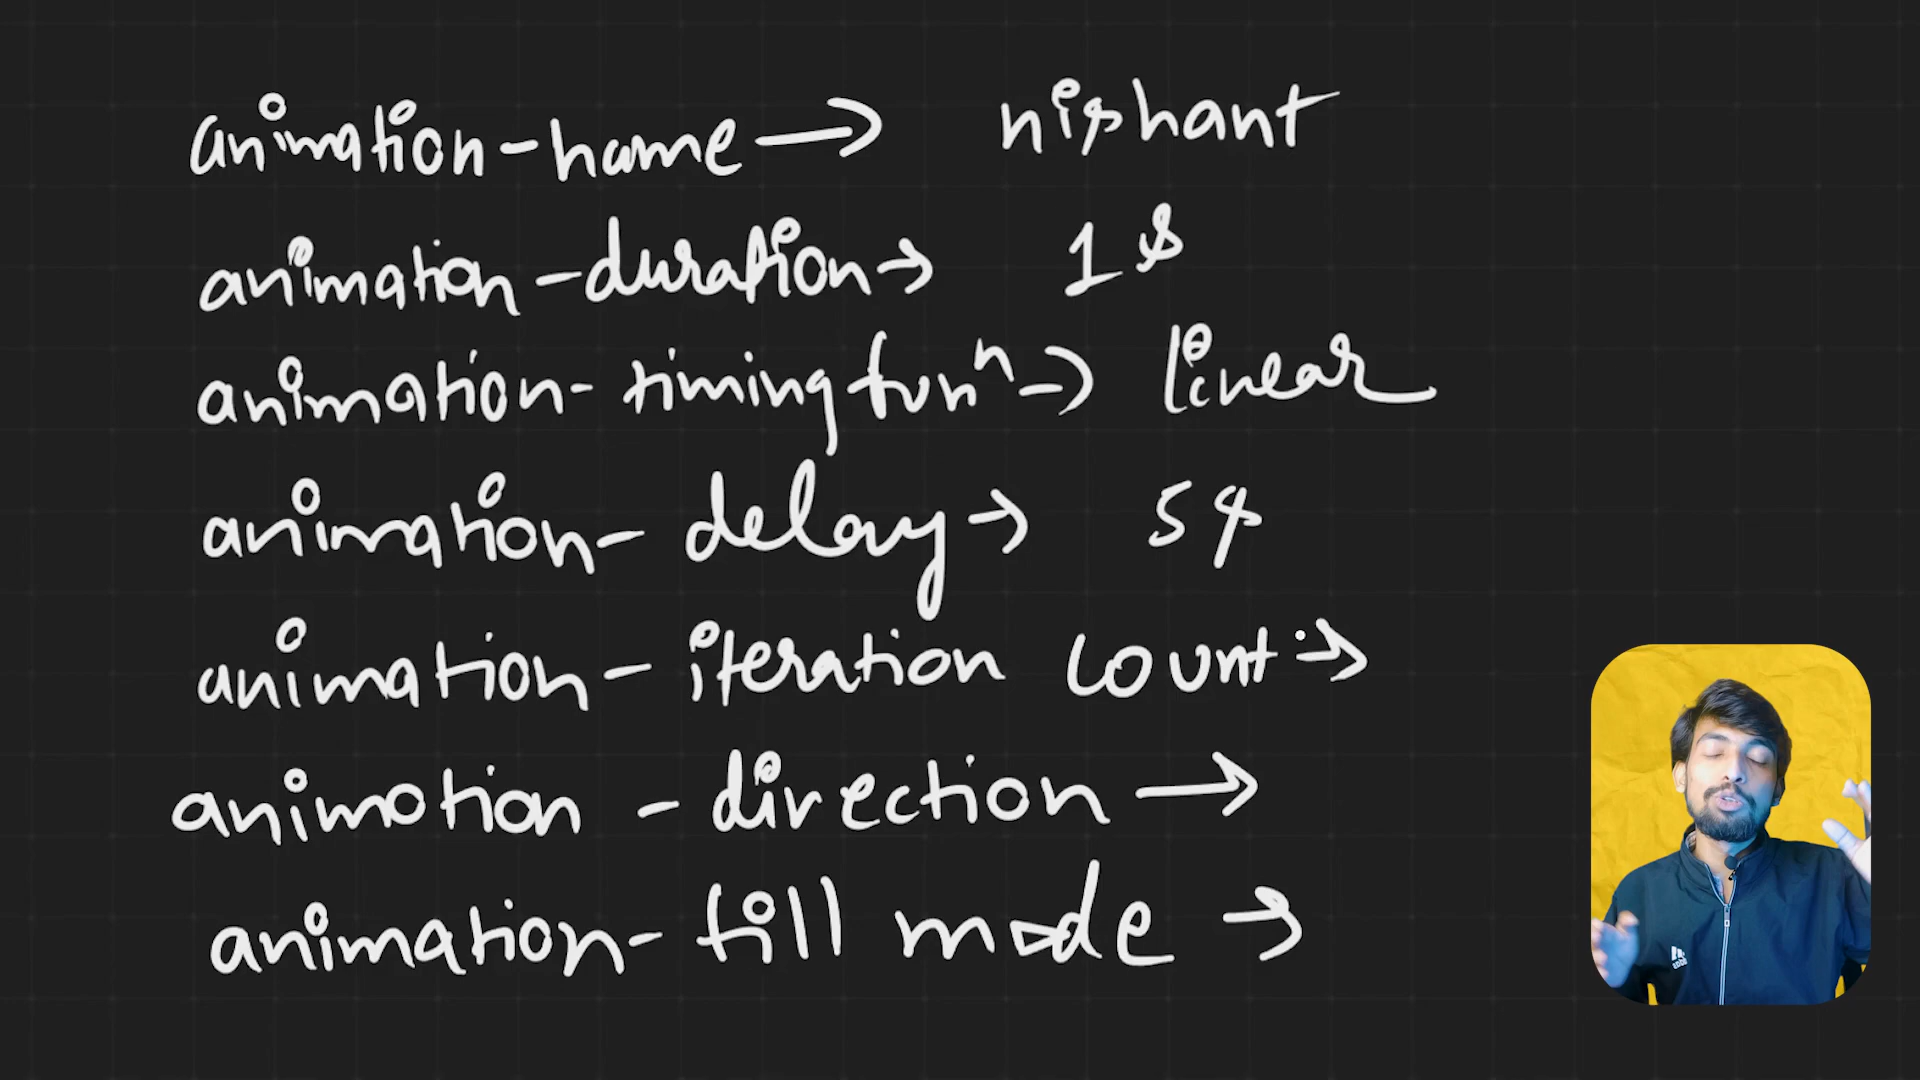 animation-name → nishant
animation-duration → 1s
animation-timing funⁿ → linear
animation-delay → 5s
animation-iteration count :→
animation-direction →
animation-fill mode →